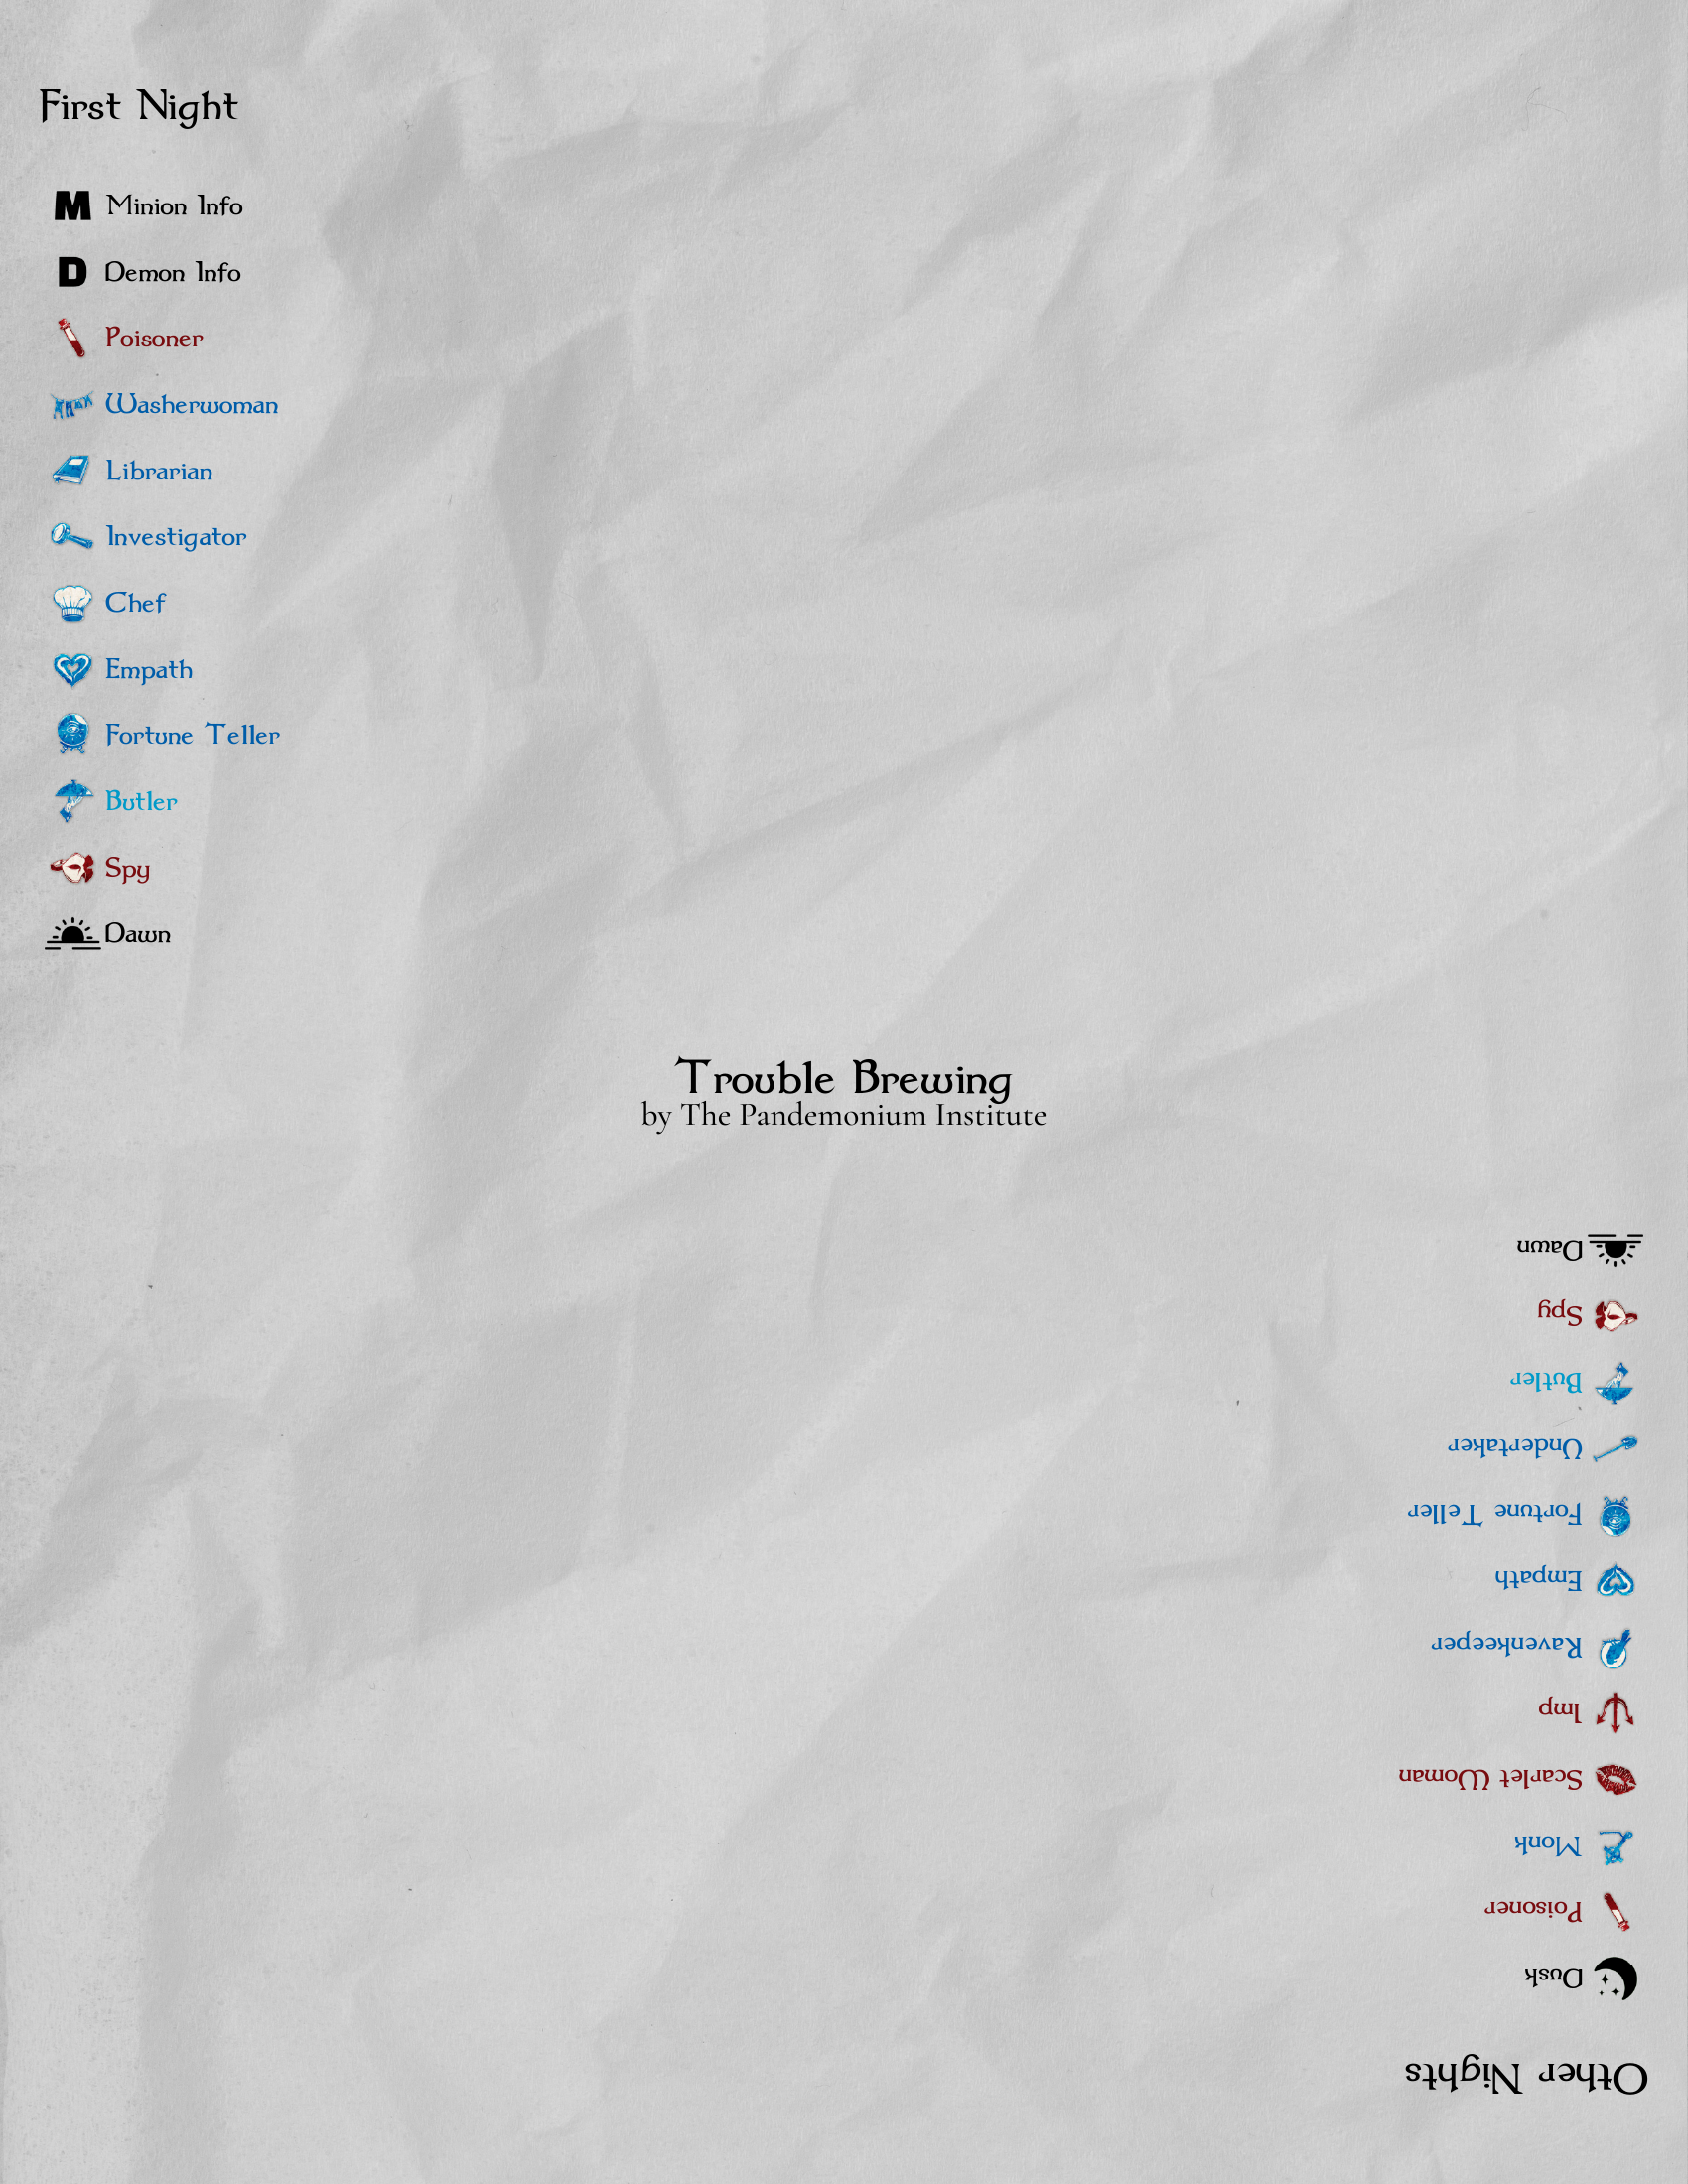 First Night
M Minion Info
D Demon Info
Poisoner
Washerwoman
Librarian
Investigator
Chef
Empath
Fortune Teller
Butler
Spy
Dawn
Trouble Brewing
by The Pandemonium Institute
Other Nights
Dusk
Poisoner
Monk
Scarlet Woman
Imp
Ravenkeeper
Empath
Fortune Teller
Undertaker
Butler
Spy
Dawn